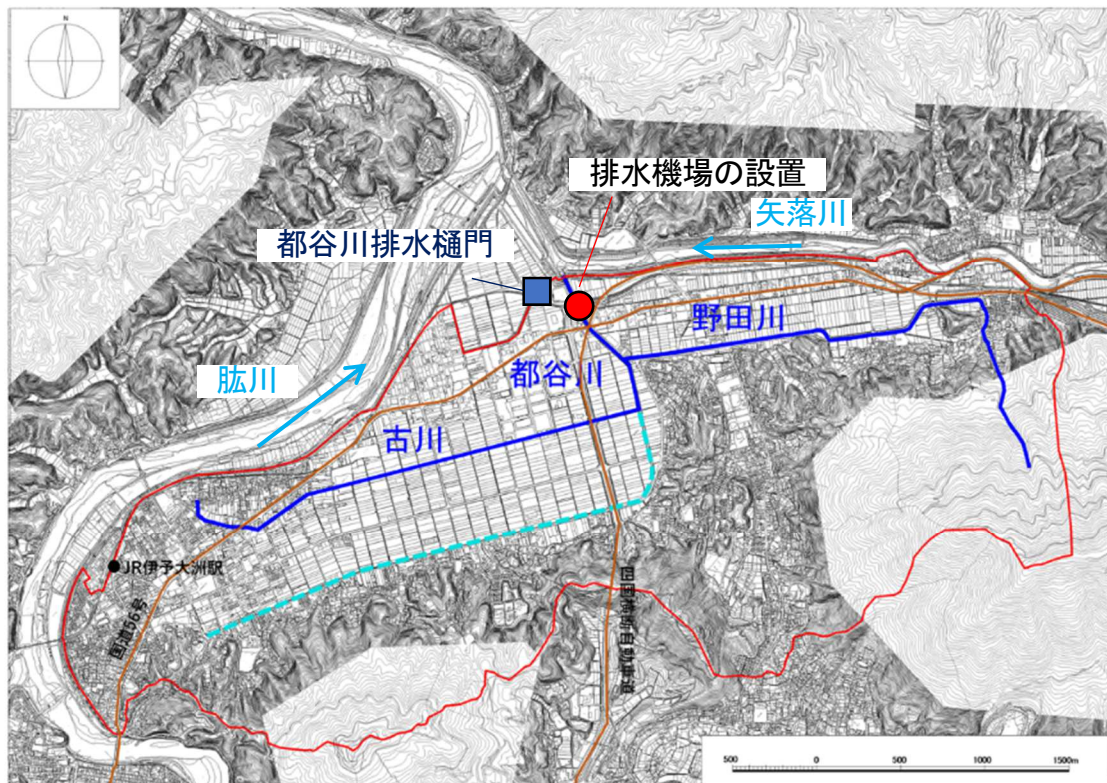 N
排水機場の設置
矢落川
都谷川排水樋門
野田川
都谷川
肱川
古川
JR伊予大洲駅
国道56号
四国横断自動車道
500 0 500 1000 1500m